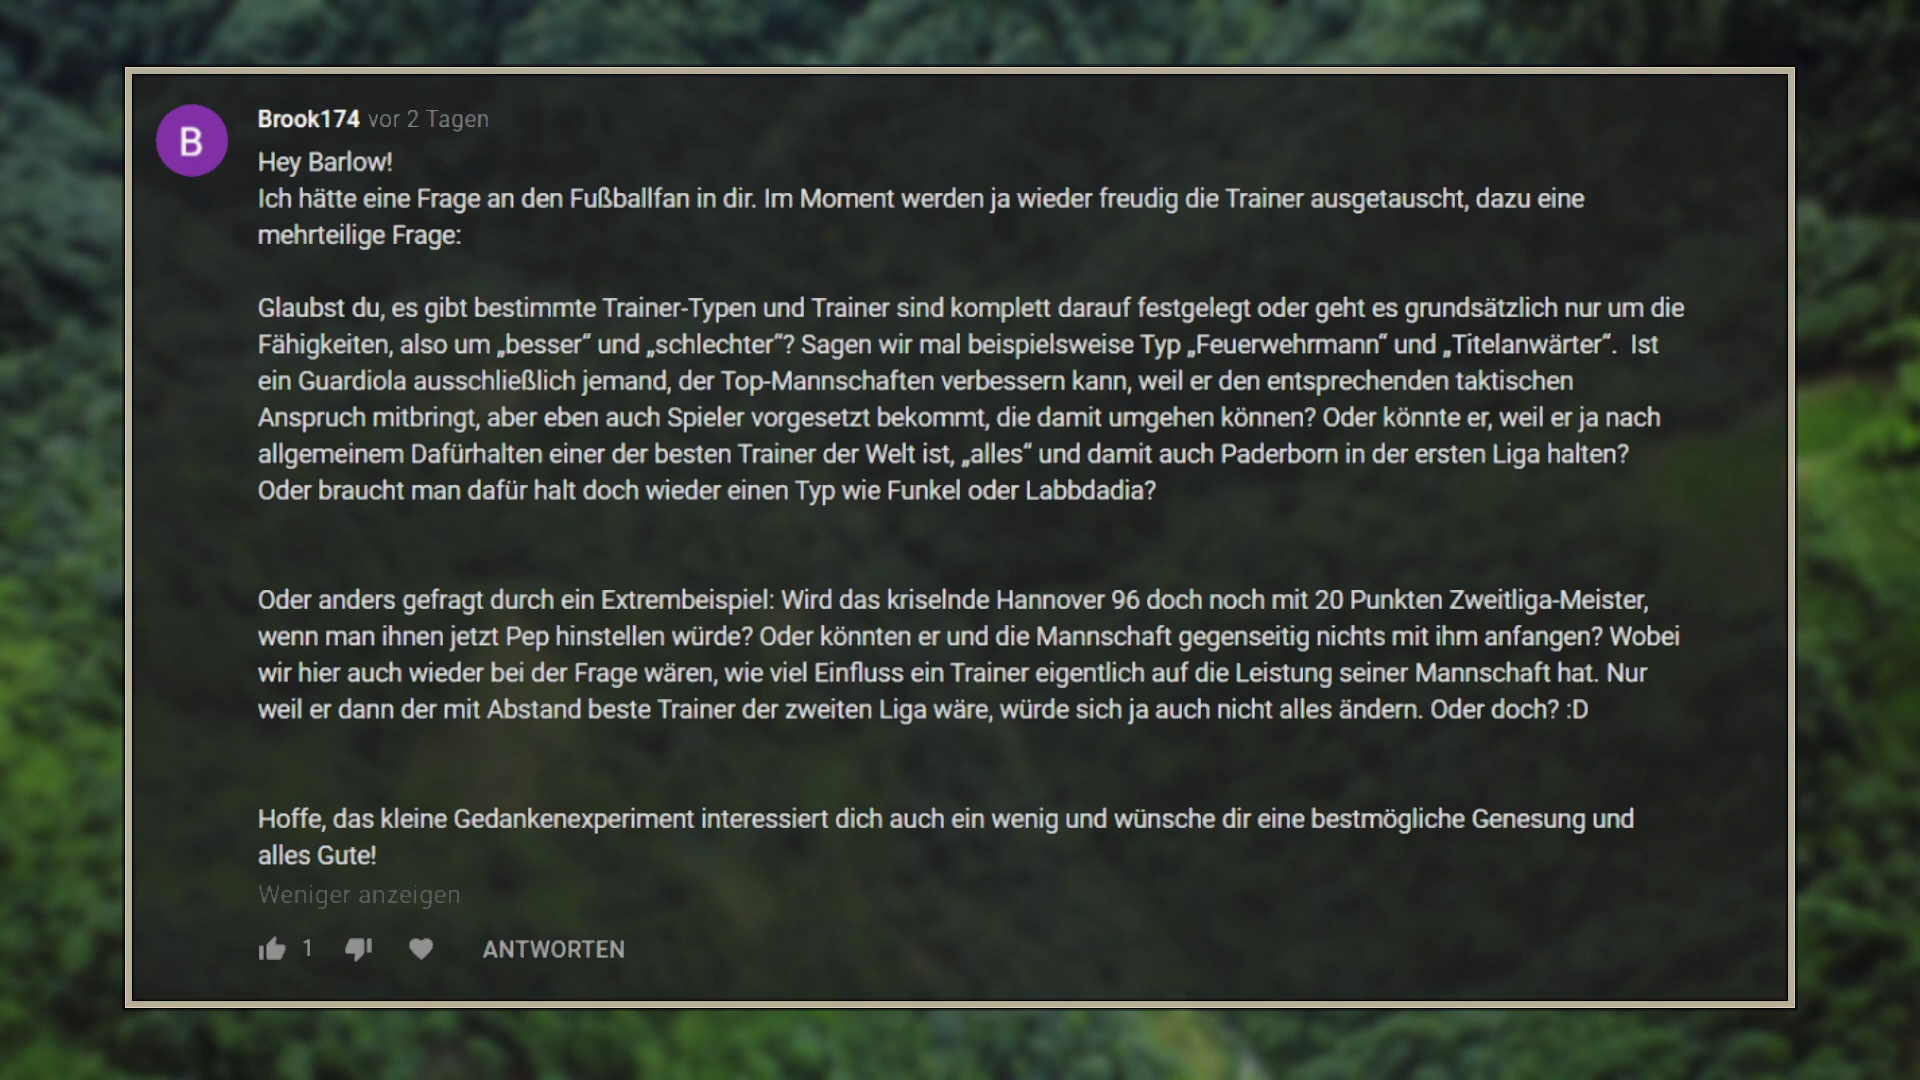 B
Brook174 vor 2 Tagen
Hey Barlow!
Ich hätte eine Frage an den Fußballfan in dir. Im Moment werden ja wieder freudig die Trainer ausgetauscht, dazu eine
mehrteilige Frage:
Glaubst du, es gibt bestimmte Trainer-Typen und Trainer sind komplett darauf festgelegt oder geht es grundsätzlich nur um die
Fähigkeiten, also um „besser“ und „schlechter“? Sagen wir mal beispielsweise Typ „Feuerwehrmann“ und „Titelanwärter“.  Ist
ein Guardiola ausschließlich jemand, der Top-Mannschaften verbessern kann, weil er den entsprechenden taktischen
Anspruch mitbringt, aber eben auch Spieler vorgesetzt bekommt, die damit umgehen können? Oder könnte er, weil er ja nach
allgemeinem Dafürhalten einer der besten Trainer der Welt ist, „alles“ und damit auch Paderborn in der ersten Liga halten?
Oder braucht man dafür halt doch wieder einen Typ wie Funkel oder Labbdadia?
Oder anders gefragt durch ein Extrembeispiel: Wird das kriselnde Hannover 96 doch noch mit 20 Punkten Zweitliga-Meister,
wenn man ihnen jetzt Pep hinstellen würde? Oder könnten er und die Mannschaft gegenseitig nichts mit ihm anfangen? Wobei
wir hier auch wieder bei der Frage wären, wie viel Einfluss ein Trainer eigentlich auf die Leistung seiner Mannschaft hat. Nur
weil er dann der mit Abstand beste Trainer der zweiten Liga wäre, würde sich ja auch nicht alles ändern. Oder doch? :D
Hoffe, das kleine Gedankenexperiment interessiert dich auch ein wenig und wünsche dir eine bestmögliche Genesung und
alles Gute!
Weniger anzeigen
1 ANTWORTEN